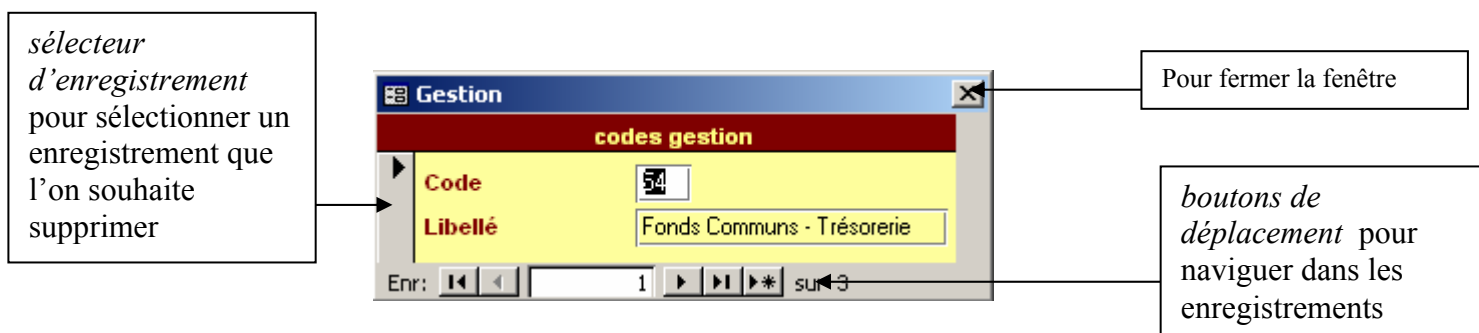 sélecteur
d’enregistrement
pour sélectionner un
enregistrement que
l’on souhaite
supprimer
Gestion
codes gestion
Code 54
Libellé Fonds Communs - Trésorerie
Enr: 1 sur 3
Pour fermer la fenêtre
boutons de
déplacement pour
naviguer dans les
enregistrements